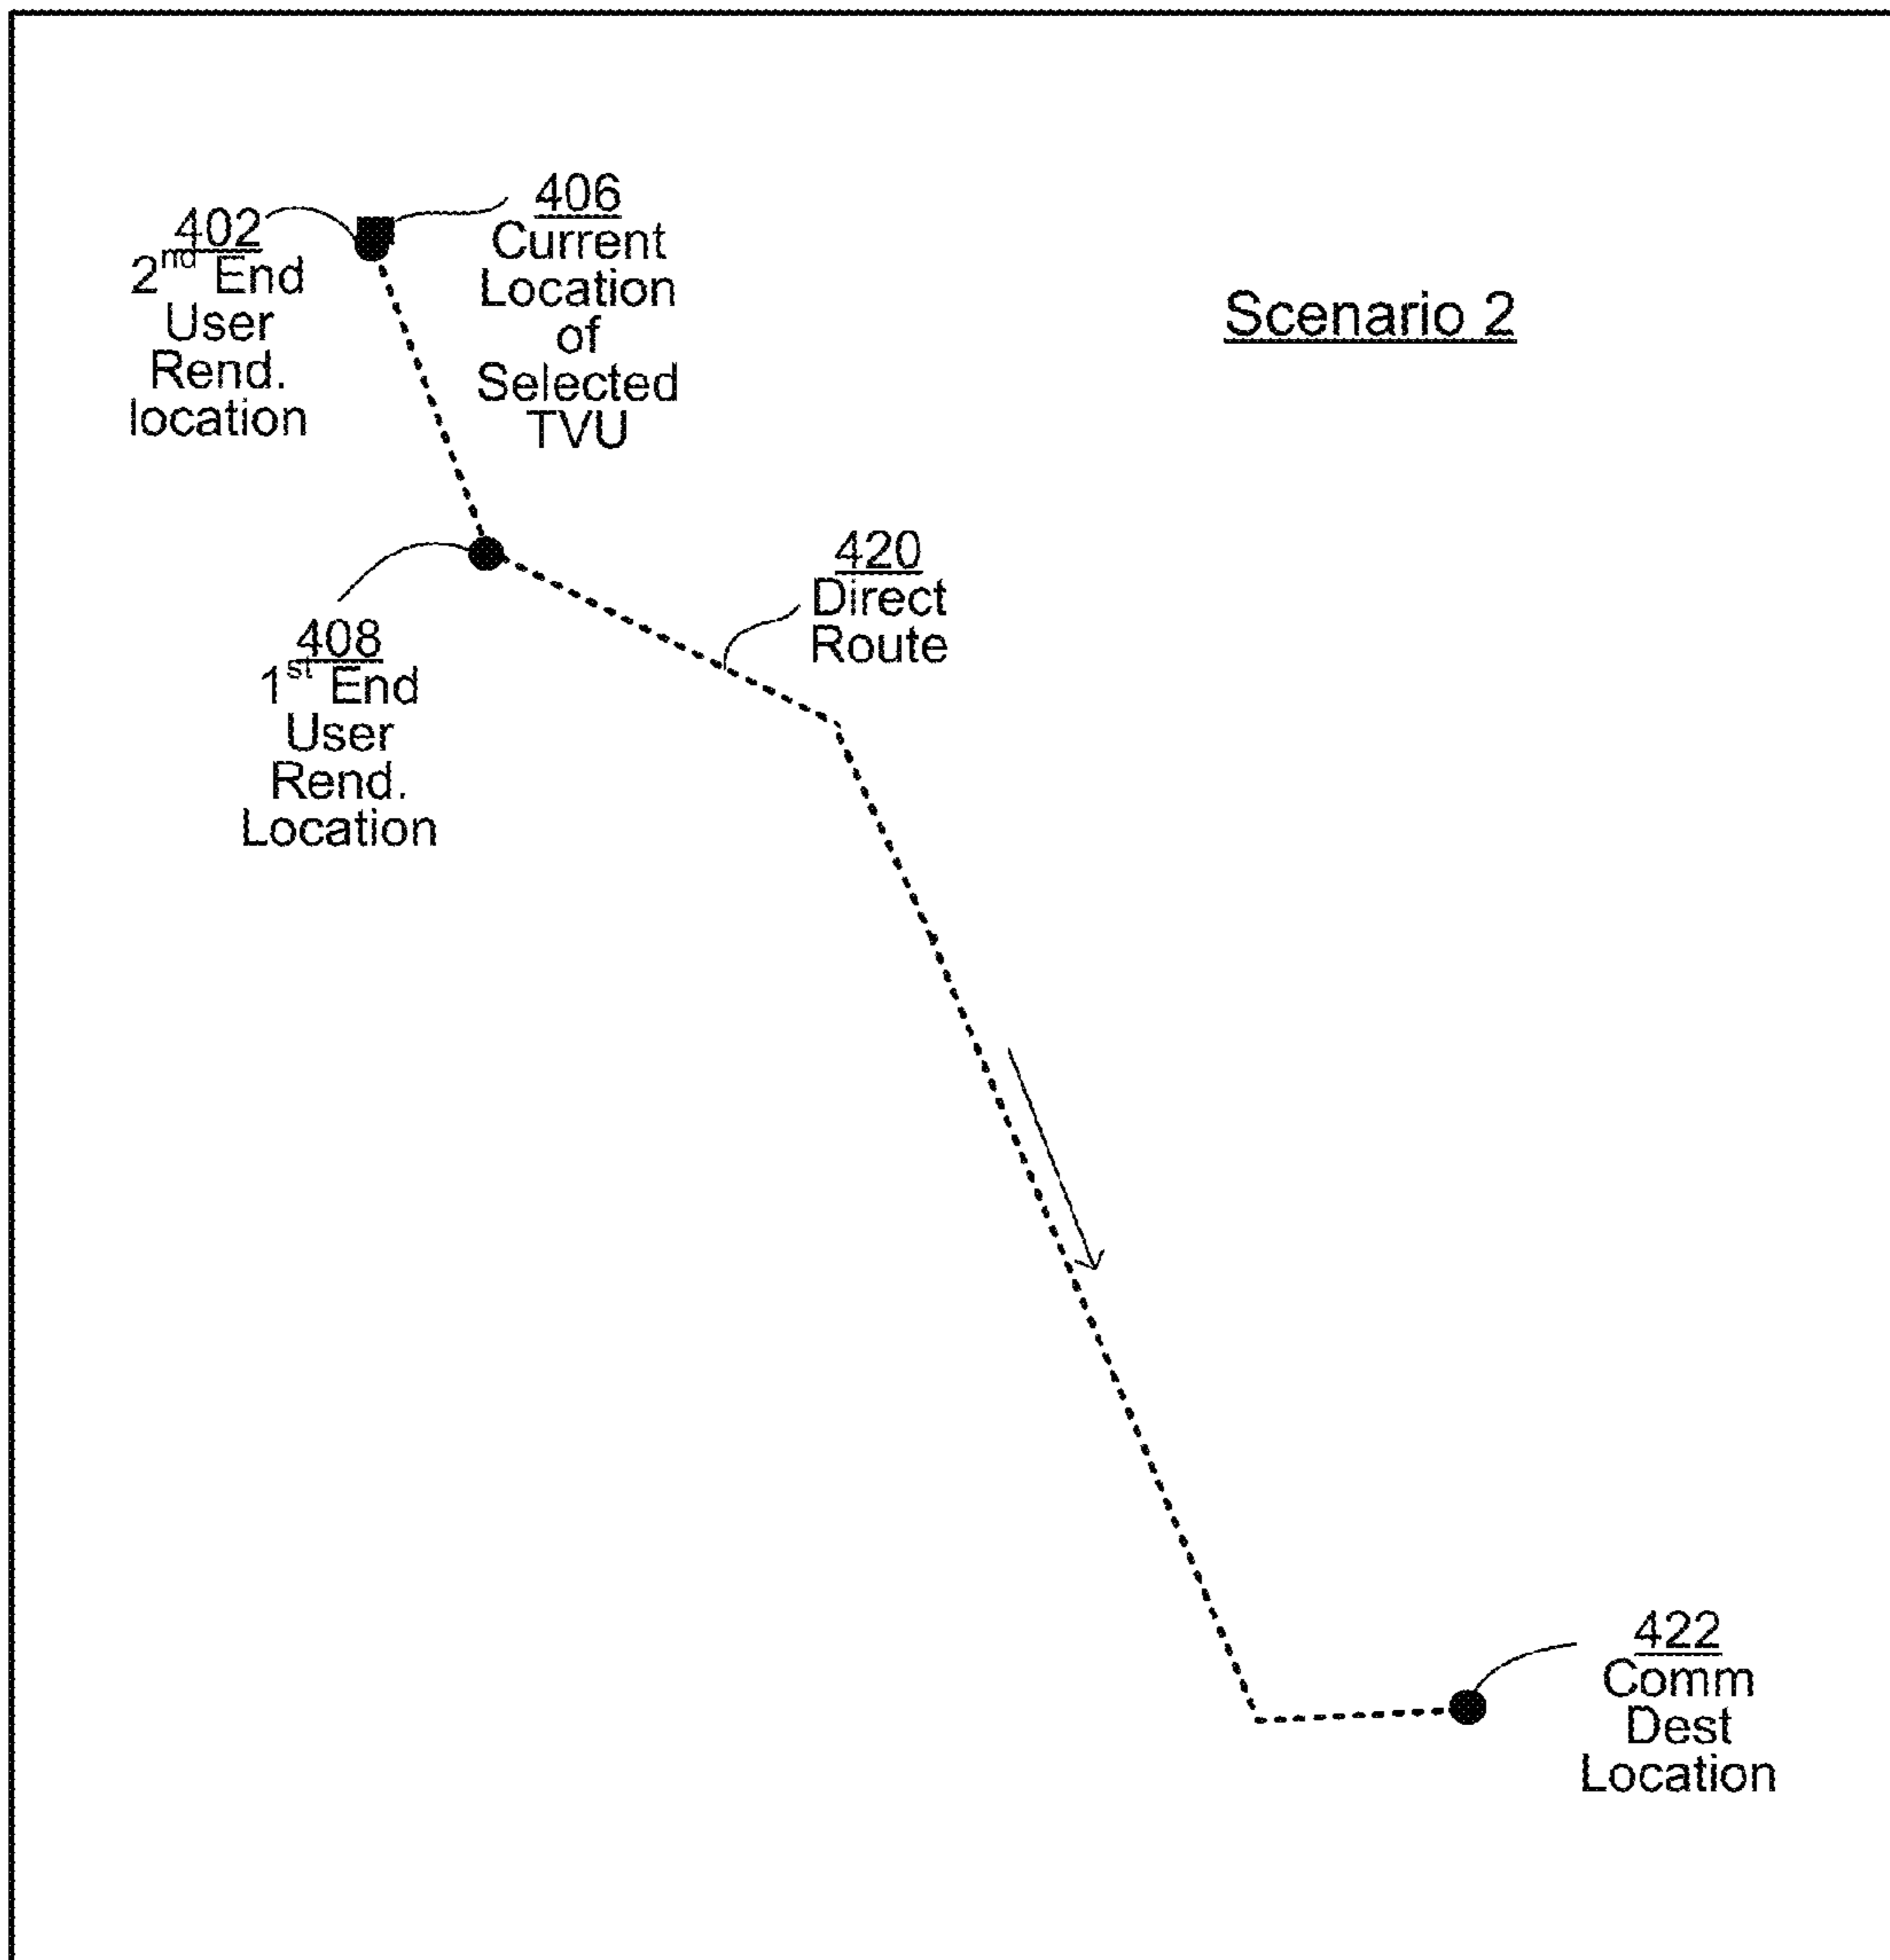 402
2nd End
User
Rend.
location
406
Current
Location
of
Selected
TVU
Scenario 2
420
Direct
Route
408
1st End
User
Rend.
Location
422
Comm
Dest
Location